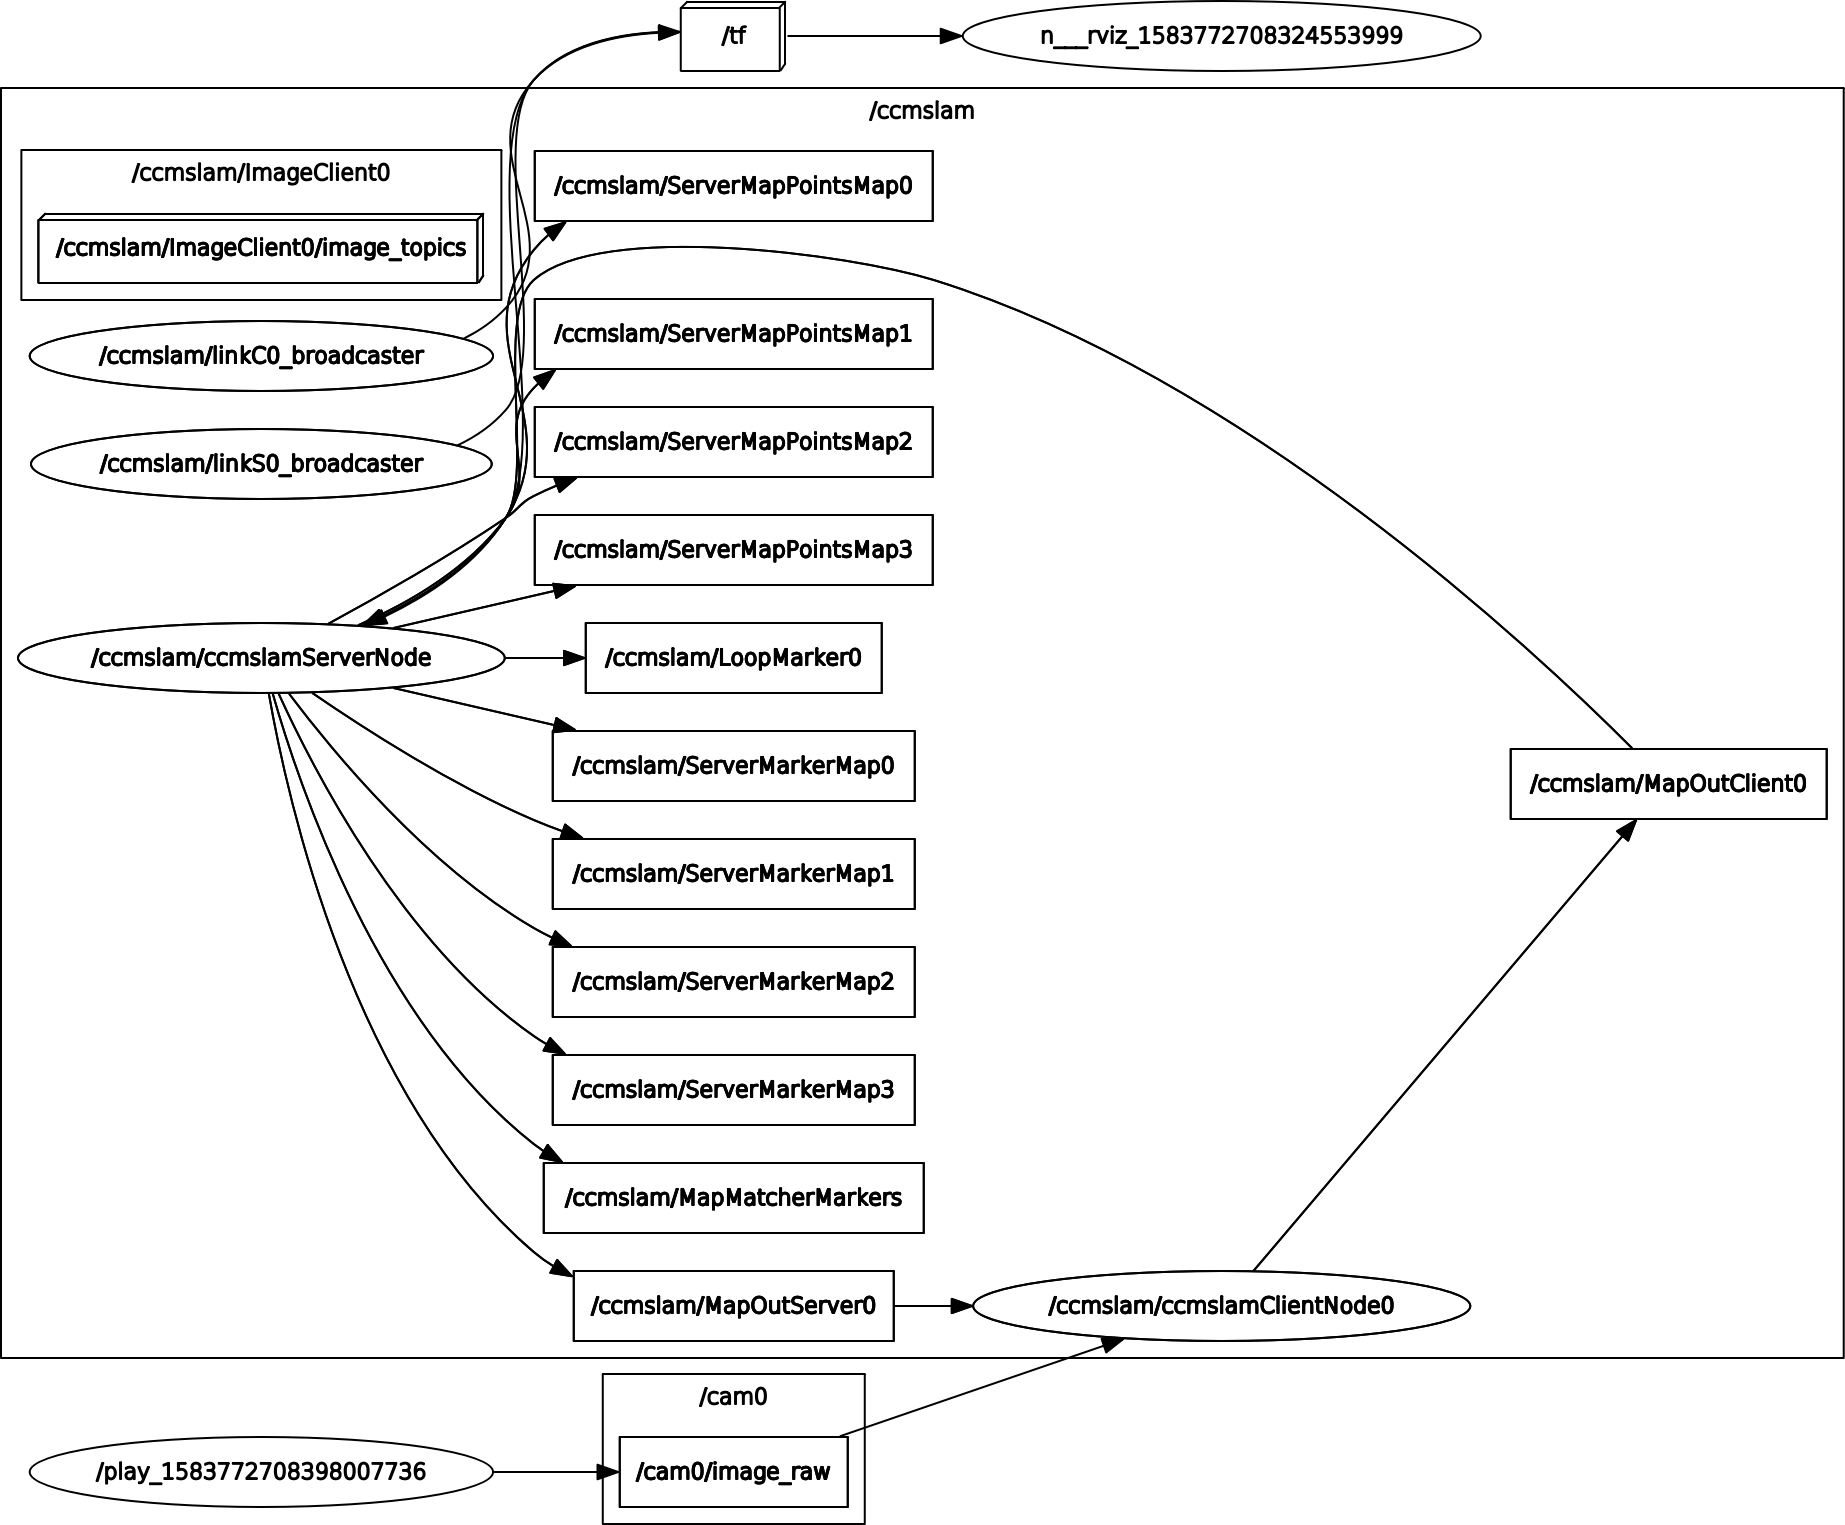 /tf
n___rviz_1583772708324553999
/ccmslam
/ccmslam/ImageClient0
/ccmslam/ImageClient0/image_topics
/ccmslam/linkC0_broadcaster
/ccmslam/linkS0_broadcaster
/ccmslam/ccmslamServerNode
/ccmslam/ServerMapPointsMap0
/ccmslam/ServerMapPointsMap1
/ccmslam/ServerMapPointsMap2
/ccmslam/ServerMapPointsMap3
/ccmslam/LoopMarker0
/ccmslam/ServerMarkerMap0
/ccmslam/ServerMarkerMap1
/ccmslam/ServerMarkerMap2
/ccmslam/ServerMarkerMap3
/ccmslam/MapMatcherMarkers
/ccmslam/MapOutServer0
/ccmslam/ccmslamClientNode0
/ccmslam/MapOutClient0
/play_1583772708398007736
/cam0
/cam0/image_raw